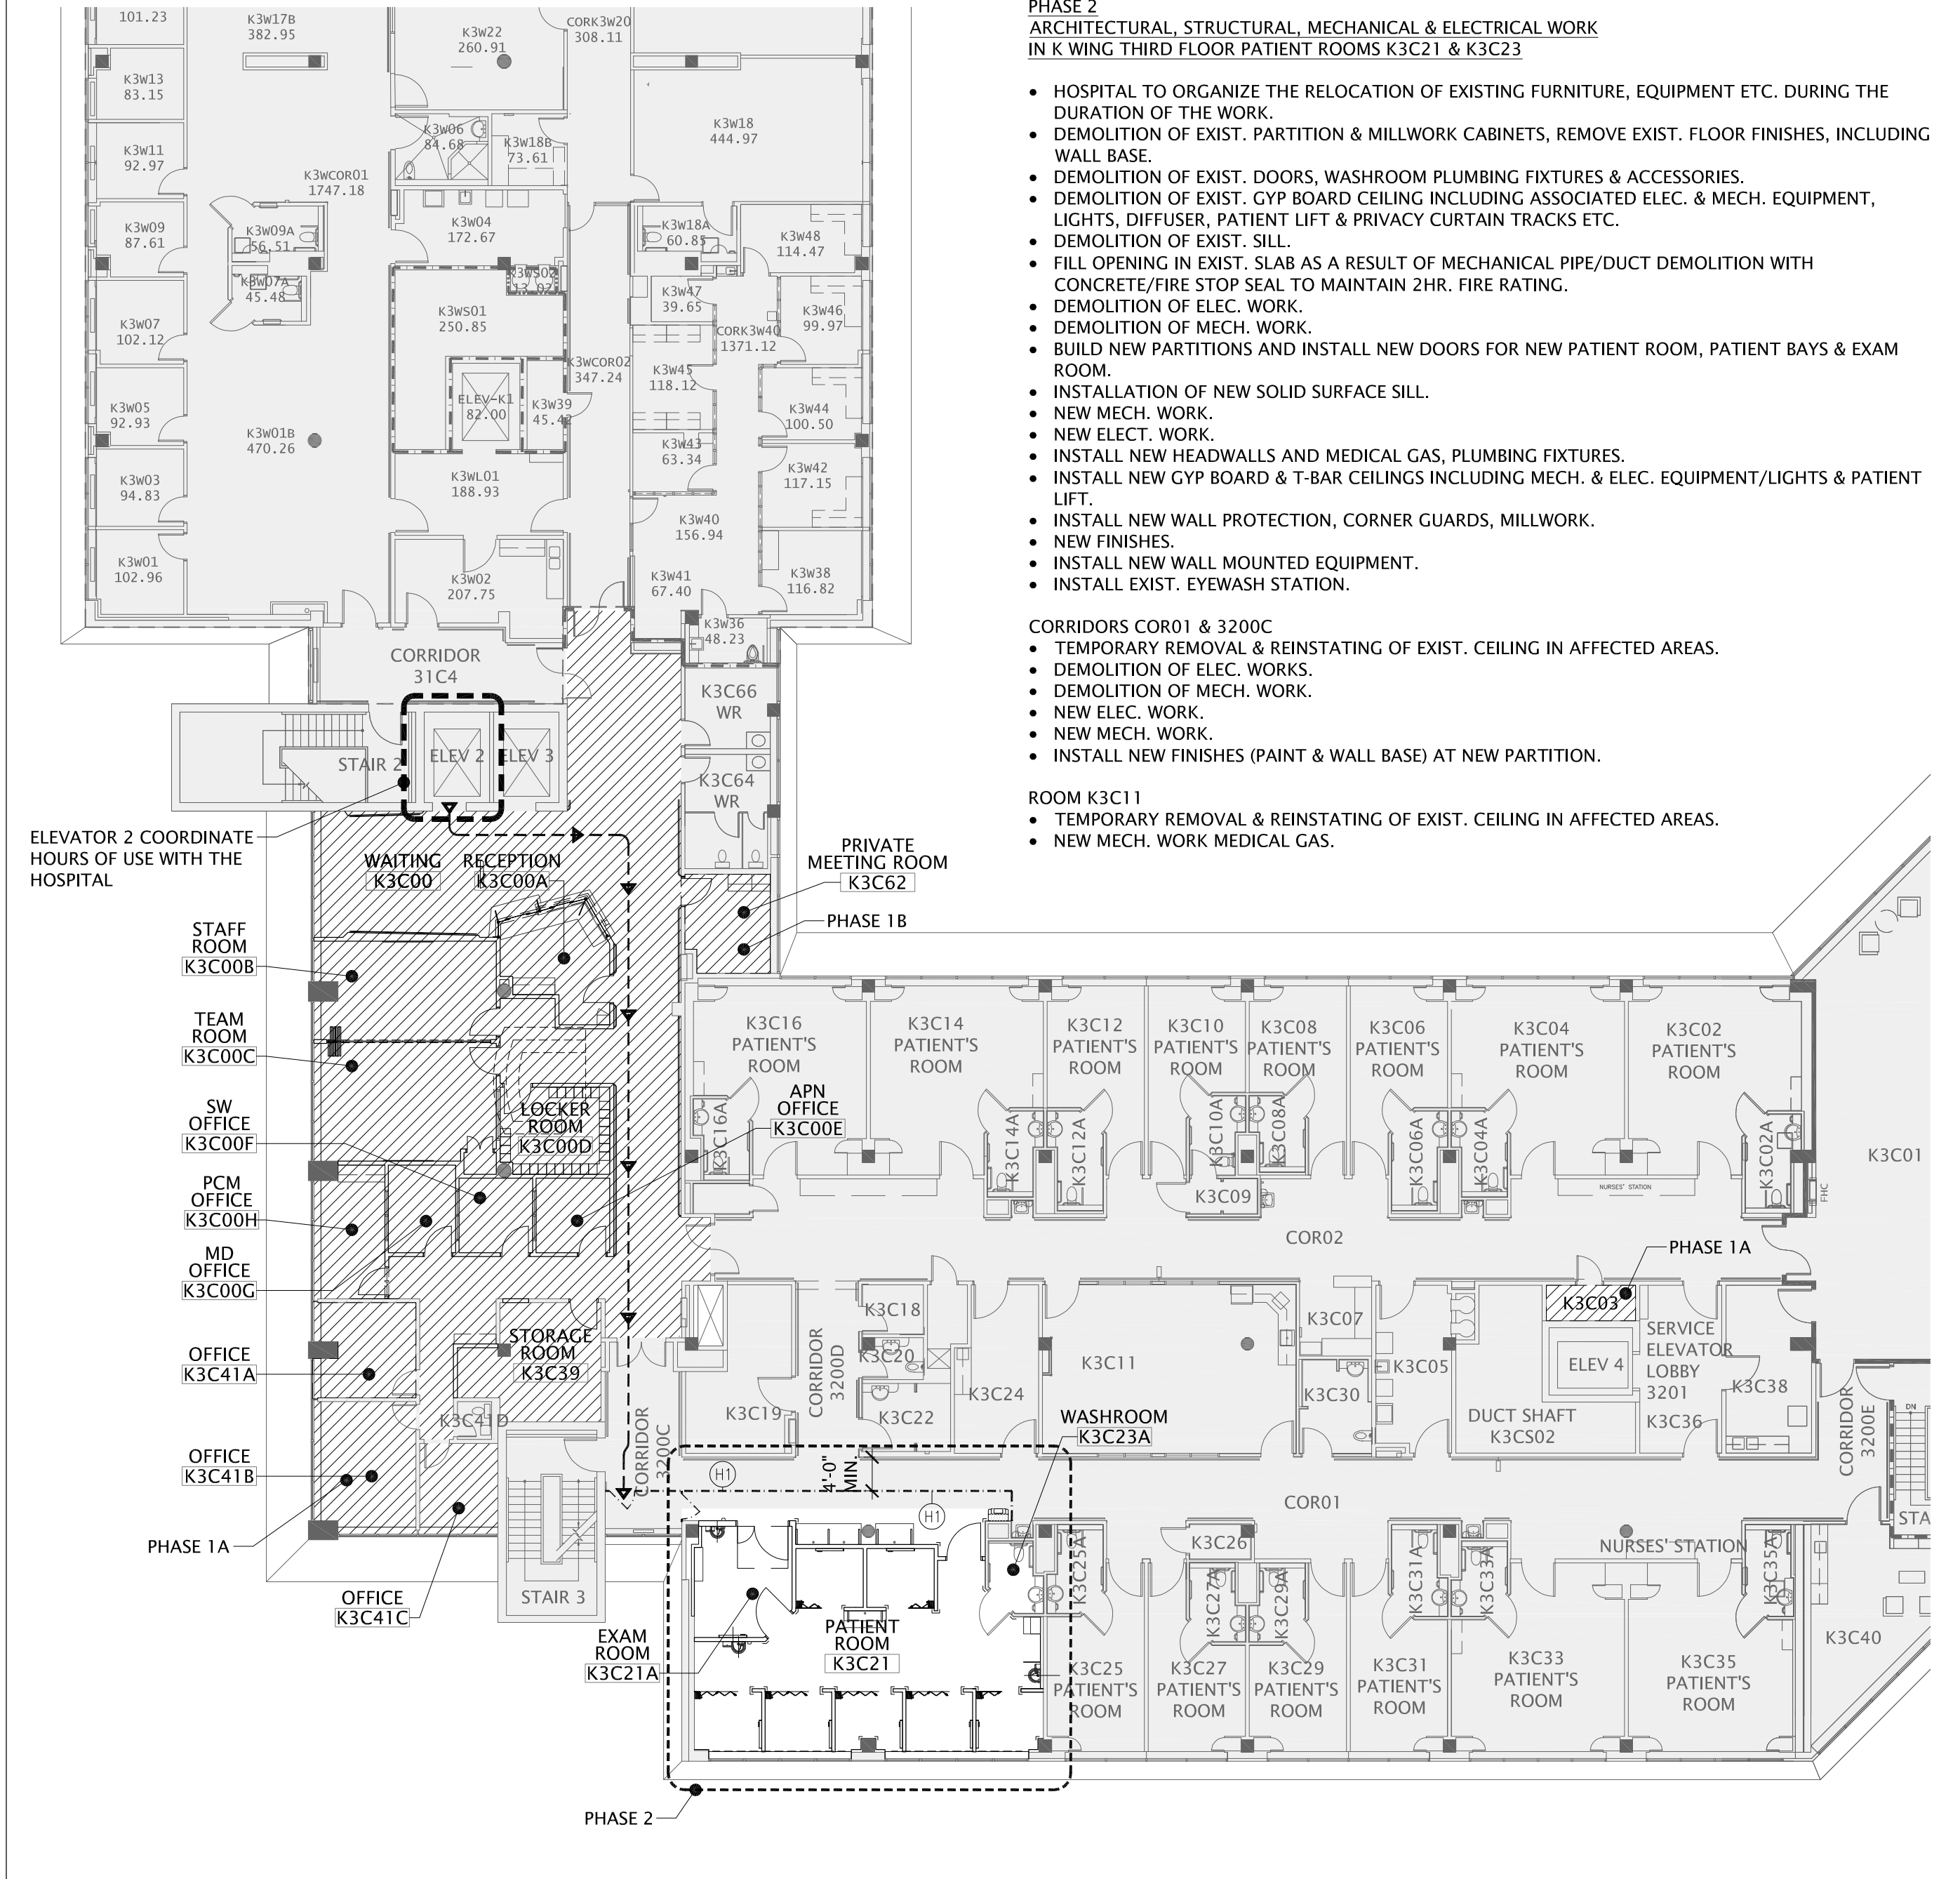 PHASE 2
ARCHITECTURAL, STRUCTURAL, MECHANICAL & ELECTRICAL WORK
IN K WING THIRD FLOOR PATIENT ROOMS K3C21 & K3C23
• HOSPITAL TO ORGANIZE THE RELOCATION OF EXISTING FURNITURE, EQUIPMENT ETC. DURING THE
DURATION OF THE WORK.
• DEMOLITION OF EXIST. PARTITION & MILLWORK CABINETS, REMOVE EXIST. FLOOR FINISHES, INCLUDING
WALL BASE.
• DEMOLITION OF EXIST. DOORS, WASHROOM PLUMBING FIXTURES & ACCESSORIES.
• DEMOLITION OF EXIST. GYP BOARD CEILING INCLUDING ASSOCIATED ELEC. & MECH. EQUIPMENT,
LIGHTS, DIFFUSER, PATIENT LIFT & PRIVACY CURTAIN TRACKS ETC.
• DEMOLITION OF EXIST. SILL.
• FILL OPENING IN EXIST. SLAB AS A RESULT OF MECHANICAL PIPE/DUCT DEMOLITION WITH
CONCRETE/FIRE STOP SEAL TO MAINTAIN 2HR. FIRE RATING.
• DEMOLITION OF ELEC. WORK.
• DEMOLITION OF MECH. WORK.
• BUILD NEW PARTITIONS AND INSTALL NEW DOORS FOR NEW PATIENT ROOM, PATIENT BAYS & EXAM
ROOM.
• INSTALLATION OF NEW SOLID SURFACE SILL.
• NEW MECH. WORK.
• NEW ELECT. WORK.
• INSTALL NEW HEADWALLS AND MEDICAL GAS, PLUMBING FIXTURES.
• INSTALL NEW GYP BOARD & T-BAR CEILINGS INCLUDING MECH. & ELEC. EQUIPMENT/LIGHTS & PATIENT
LIFT.
• INSTALL NEW WALL PROTECTION, CORNER GUARDS, MILLWORK.
• NEW FINISHES.
• INSTALL NEW WALL MOUNTED EQUIPMENT.
• INSTALL EXIST. EYEWASH STATION.
CORRIDORS COR01 & 3200C
• TEMPORARY REMOVAL & REINSTATING OF EXIST. CEILING IN AFFECTED AREAS.
• DEMOLITION OF ELEC. WORKS.
• DEMOLITION OF MECH. WORK.
• NEW ELEC. WORK.
• NEW MECH. WORK.
• INSTALL NEW FINISHES (PAINT & WALL BASE) AT NEW PARTITION.
ROOM K3C11
• TEMPORARY REMOVAL & REINSTATING OF EXIST. CEILING IN AFFECTED AREAS.
• NEW MECH. WORK MEDICAL GAS.
101.23
K3W17B
382.95
K3W22
260.91
CORK3W20
308.11
K3W13
83.15
K3W18
444.97
K3W06
84.68
K3W18B
73.61
K3W11
92.97
K3WCOR01
1747.18
K3W04
172.67
K3W09
87.61
K3W09A
56.51
K3W18A
60.85
K3W48
114.47
K3WS02
13.02
K3W07A
45.48
K3W47
39.65
K3W07
102.12
K3WS01
250.85
K3W46
99.97
CORK3W40
1371.12
K3WCOR02
347.24
K3W45
118.12
K3W05
92.93
ELEV-K1
82.00
K3W39
45.42
K3W44
100.50
K3W01B
470.26
K3W43
63.34
K3W03
94.83
K3WL01
188.93
K3W42
117.15
K3W40
156.94
K3W01
102.96
K3W02
207.75
K3W41
67.40
K3W38
116.82
K3W36
48.23
CORRIDOR
31C4
K3C66
WR
STAIR 2
ELEV 2
ELEV 3
K3C64
WR
ELEVATOR 2 COORDINATE
HOURS OF USE WITH THE
HOSPITAL
WAITING
K3C00
RECEPTION
K3C00A
PRIVATE
MEETING ROOM
K3C62
PHASE 1B
STAFF
ROOM
K3C00B
TEAM
ROOM
K3C00C
SW
OFFICE
K3C00F
LOCKER
ROOM
K3C00D
APN
OFFICE
K3C00E
PCM
OFFICE
K3C00H
MD
OFFICE
K3C00G
OFFICE
K3C41A
STORAGE
ROOM
K3C39
K3C41D
OFFICE
K3C41B
PHASE 1A
OFFICE
K3C41C
STAIR 3
K3C16
PATIENT'S
ROOM
K3C14
PATIENT'S
ROOM
K3C12
PATIENT'S
ROOM
K3C10
PATIENT'S
ROOM
K3C08
PATIENT'S
ROOM
K3C06
PATIENT'S
ROOM
K3C04
PATIENT'S
ROOM
K3C02
PATIENT'S
ROOM
K3C16A
K3C14A
K3C12A
K3C10A
K3C08A
K3C06A
K3C04A
K3C02A
K3C01
FHC
K3C09
NURSES' STATION
COR02
PHASE 1A
K3C03
K3C18
K3C20
K3C22
K3C19
CORRIDOR
3200D
K3C24
K3C11
K3C07
K3C30
K3C05
ELEV 4
SERVICE
ELEVATOR
LOBBY
3201
K3C38
DUCT SHAFT
K3CS02
K3C36
CORRIDOR
3200E
DN
STA
CORRIDOR
3200C
WASHROOM
K3C23A
H1
4'-0"
MIN.
H1
COR01
K3C26
NURSES' STATION
K3C25A
K3C27A
K3C29A
K3C31A
K3C33A
K3C35A
EXAM
ROOM
K3C21A
PATIENT
ROOM
K3C21
K3C25
PATIENT'S
ROOM
K3C27
PATIENT'S
ROOM
K3C29
PATIENT'S
ROOM
K3C31
PATIENT'S
ROOM
K3C33
PATIENT'S
ROOM
K3C35
PATIENT'S
ROOM
K3C40
PHASE 2